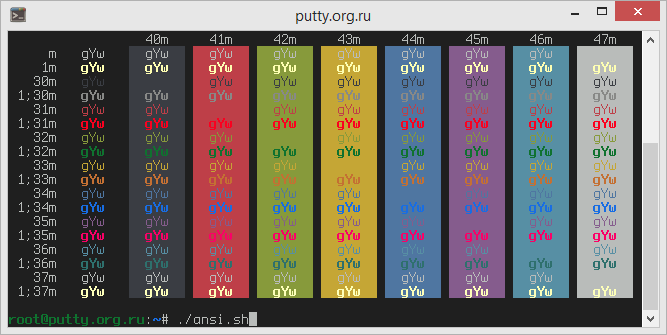 putty.org.ru
40m 41m 42m 43m 44m 45m 46m 47m
m gYw gYw gYw gYw gYw gYw gYw gYw gYw
1m gYw gYw gYw gYw gYw gYw gYw gYw gYw
30m gYw gYw gYw gYw gYw gYw gYw gYw
1;30m gYw gYw gYw gYw gYw gYw gYw gYw gYw
31m gYw gYw gYw gYw gYw gYw gYw gYw
1;31m gYw gYw gYw gYw gYw gYw gYw gYw gYw
32m gYw gYw gYw gYw gYw gYw gYw gYw
1;32m gYw gYw gYw gYw gYw gYw gYw gYw gYw
33m gYw gYw gYw gYw gYw gYw gYw gYw
1;33m gYw gYw gYw gYw gYw gYw gYw gYw gYw
34m gYw gYw gYw gYw gYw gYw gYw gYw
1;34m gYw gYw gYw gYw gYw gYw gYw gYw gYw
35m gYw gYw gYw gYw gYw gYw gYw gYw
1;35m gYw gYw gYw gYw gYw gYw gYw gYw gYw
36m gYw gYw gYw gYw gYw gYw gYw gYw
1;36m gYw gYw gYw gYw gYw gYw gYw gYw gYw
37m gYw gYw gYw gYw gYw gYw gYw gYw
1;37m gYw gYw gYw gYw gYw gYw gYw gYw gYw
root@putty.org.ru:~# ./ansi.sh